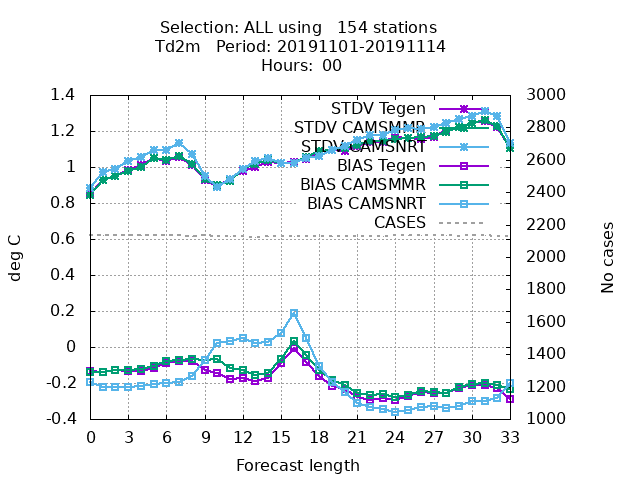 Selection: ALL using   154 stations
Td2m   Period: 20191101-20191114
Hours: 00
1.4
1.2
1
0.8
0.6
0.4
0.2
0
-0.2
-0.4
deg C
3000
2800
2600
2400
2200
2000
1800
1600
1400
1200
1000
No cases
STDV Tegen
STDV CAMSMMR
STDV CAMSNRT
BIAS Tegen
BIAS CAMSMMR
BIAS CAMSNRT
CASES
0 3 6 9 12 15 18 21 24 27 30 33
Forecast length